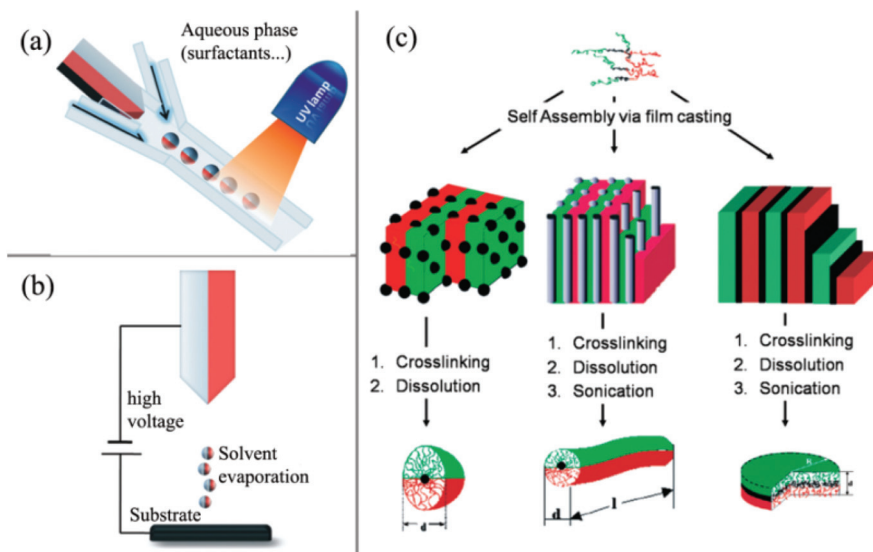 (a)
Aqueous phase
(surfactants...)
UV lamp
(b)
high
voltage
Solvent
evaporation
Substrate
(c)
Self Assembly via film casting
1. Crosslinking
2. Dissolution
1. Crosslinking
2. Dissolution
3. Sonication
1. Crosslinking
2. Dissolution
3. Sonication
d
d
l
R
d